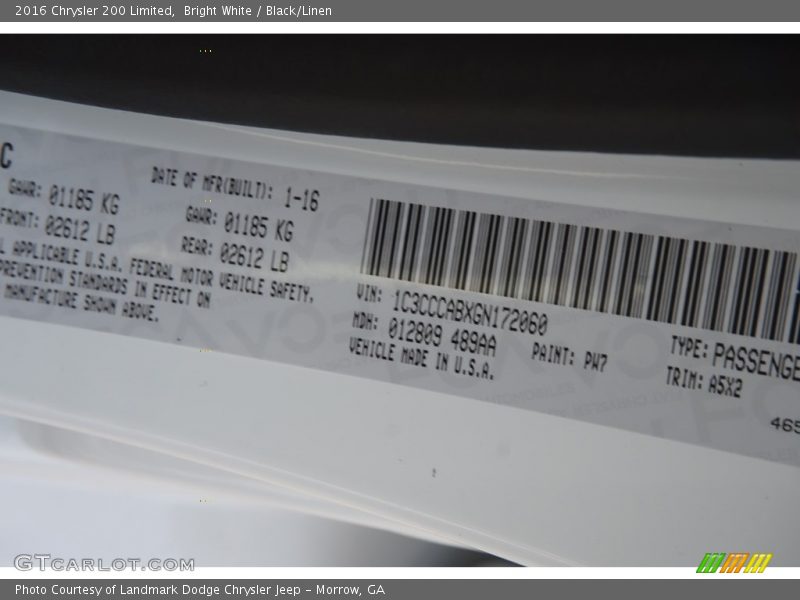 2016 Chrysler 200 Limited, Bright White / Black/Linen
C
GAWR: 01185 KG
FRONT: 02612 LB
DATE OF MFR(BUILT): 1-16
GAWR: 01185 KG
REAR: 02612 LB
L APPLICABLE U.S.A. FEDERAL MOTOR VEHICLE SAFETY,
PREVENTION STANDARDS IN EFFECT ON
MANUFACTURE SHOWN ABOVE.
VIN: 1C3CCCABXGN172060
MDH: 012809 489AA
VEHICLE MADE IN U.S.A.
PAINT: PW7
TYPE: PASSENGE
TRIM: A5X2
465
GTCARLOT.COM
Photo Courtesy of Landmark Dodge Chrysler Jeep - Morrow, GA